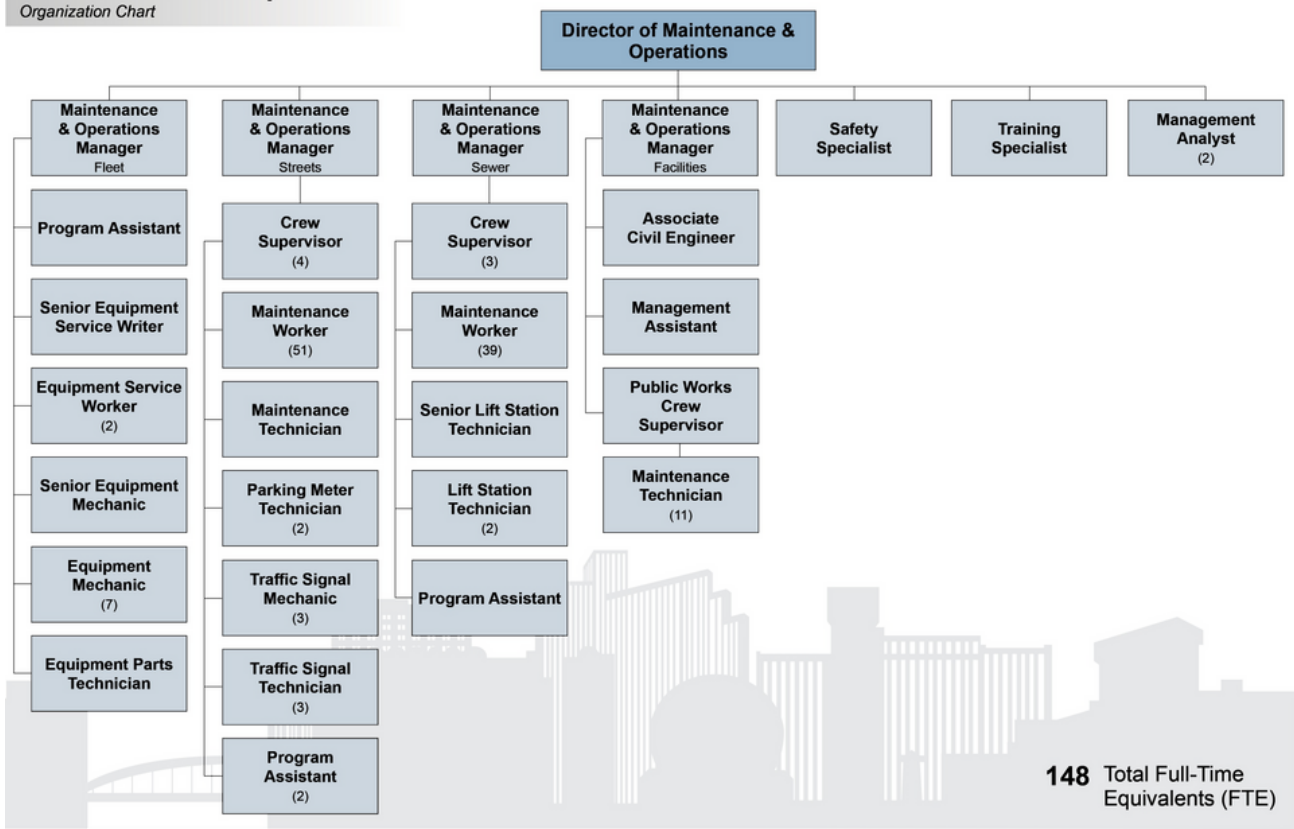 Organization Chart
Director of Maintenance &
Operations
Maintenance
& Operations
Manager
Fleet
Program Assistant
Senior Equipment
Service Writer
Equipment Service
Worker
(2)
Senior Equipment
Mechanic
Equipment
Mechanic
(7)
Equipment Parts
Technician
Maintenance
& Operations
Manager
Streets
Crew
Supervisor
(4)
Maintenance
Worker
(51)
Maintenance
Technician
Parking Meter
Technician
(2)
Traffic Signal
Mechanic
(3)
Traffic Signal
Technician
(3)
Program
Assistant
(2)
Maintenance
& Operations
Manager
Sewer
Crew
Supervisor
(3)
Maintenance
Worker
(39)
Senior Lift Station
Technician
Lift Station
Technician
(2)
Program Assistant
Maintenance
& Operations
Manager
Facilities
Associate
Civil Engineer
Management
Assistant
Public Works
Crew
Supervisor
Maintenance
Technician
(11)
Safety
Specialist
Training
Specialist
Management
Analyst
(2)
148 Total Full-Time
Equivalents (FTE)